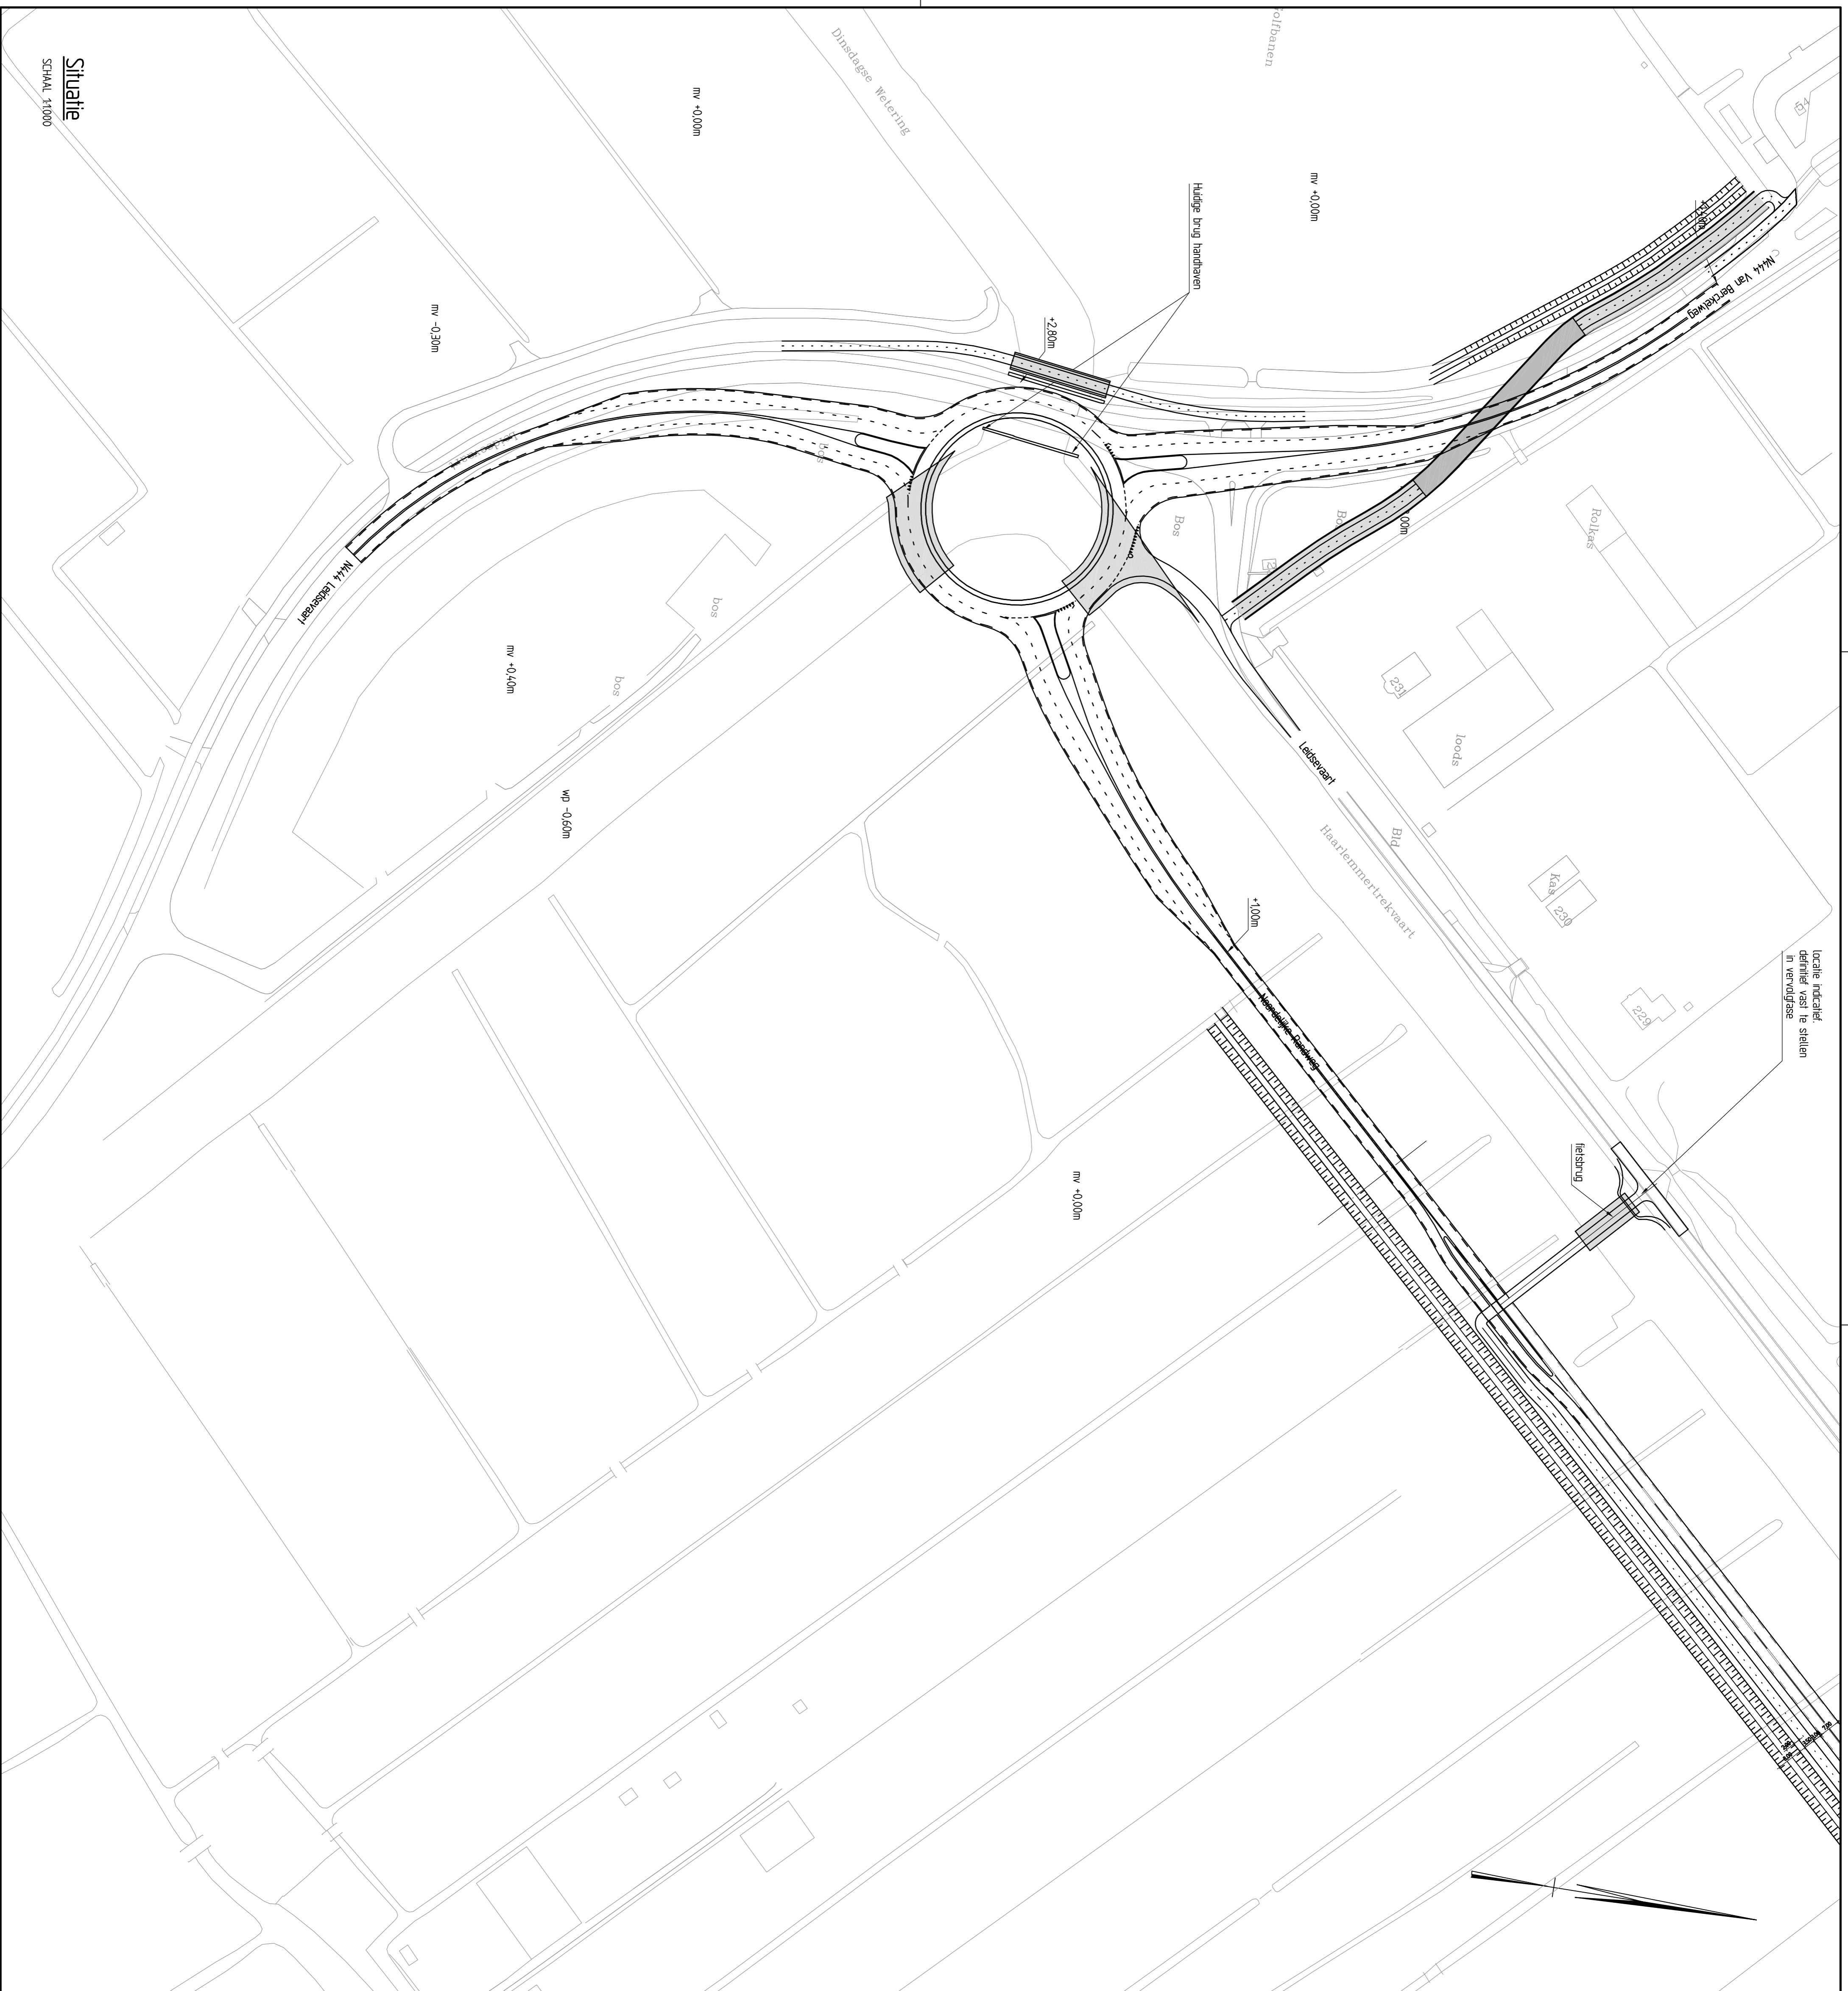 Situatie
SCHAAL 1:1000
Dinsdagse Wetering
mv +0,00m
mv +0,00m
54
N444 Van Berckelweg
Huidige brug handhaven
+2,80m
mv -0,30m
N444 Leidsevaart
bos
Bos
Rolkas
231
loods
bos
bos
mv +0,40m
wp -0,60m
Leidsevaart
Haarlemmertrekvaart
Bld
Kas
230
229
+1,00m
Noordelijke Randweg
locatie indicatief.
definitief vast te stellen
in vervolgfase
fietsbrug
mv +0,00m